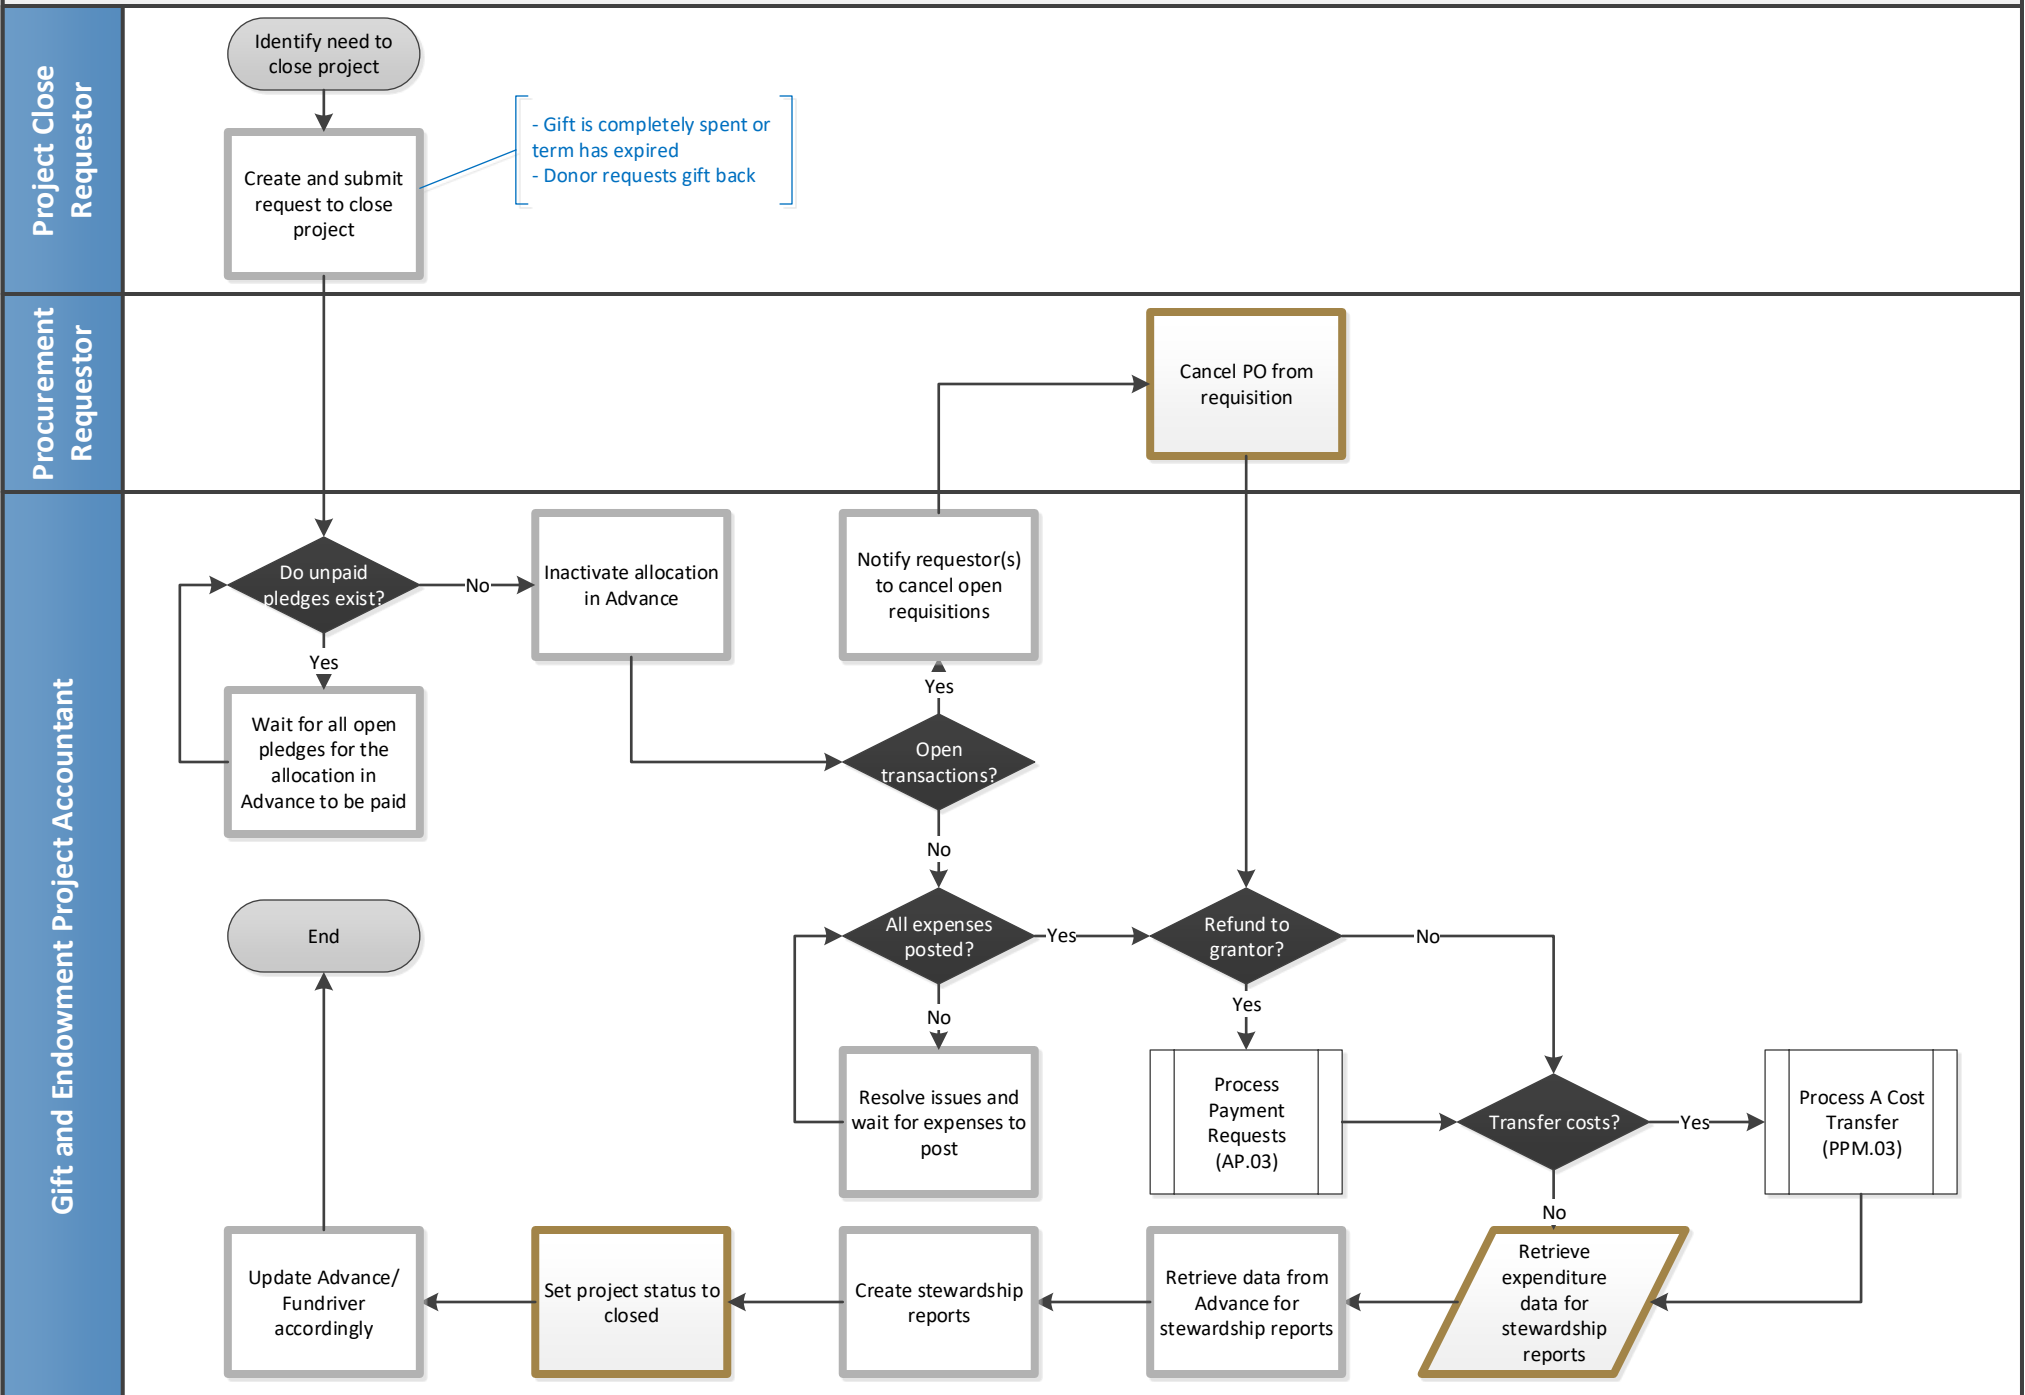 Project Close
Requestor
Identify need to
close project
- Gift is completely spent or
term has expired
- Donor requests gift back
Create and submit
request to close
project
Procurement
Requestor
Cancel PO from
requisition
Gift and Endowment Project Accountant
Do unpaid
pledges exist?
No
Inactivate allocation
in Advance
Notify requestor(s)
to cancel open
requisitions
Yes
Yes
Wait for all open
pledges for the
allocation in
Advance to be paid
Open
transactions?
No
End
All expenses
posted?
Yes
Refund to
grantor?
No
No
Yes
Resolve issues and
wait for expenses to
post
Process
Payment
Requests
(AP.03)
Transfer costs?
Yes
Process A Cost
Transfer
(PPM.03)
No
Update Advance/
Fundriver
accordingly
Set project status to
closed
Create stewardship
reports
Retrieve data from
Advance for
stewardship reports
Retrieve
expenditure
data for
stewardship
reports